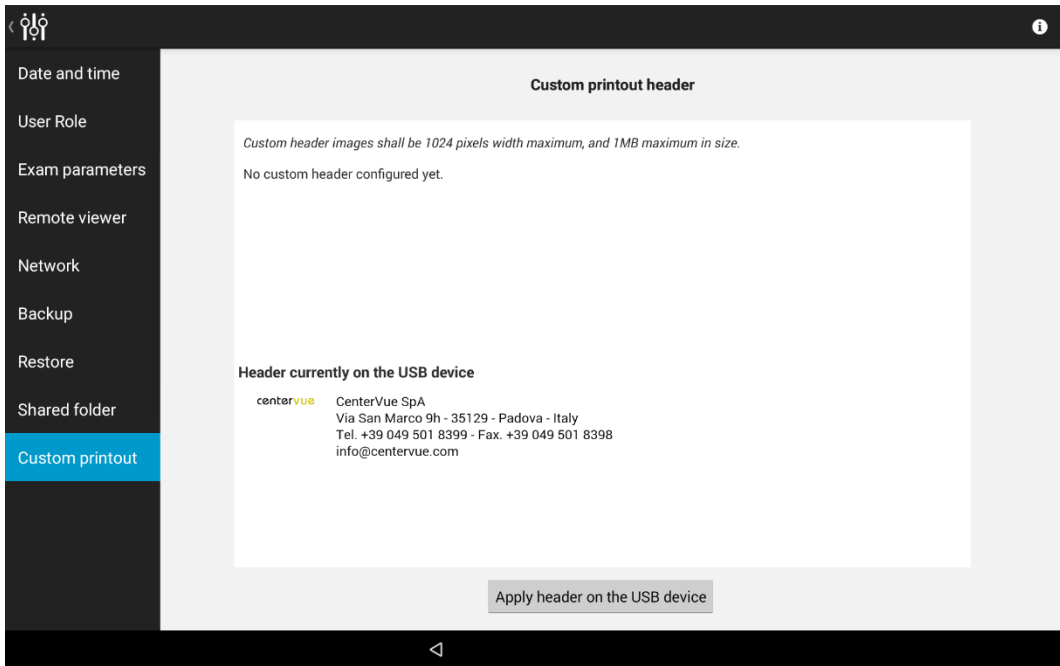 Date and time
User Role
Exam parameters
Remote viewer
Network
Backup
Restore
Shared folder
Custom printout
Custom printout header
Custom header images shall be 1024 pixels width maximum, and 1MB maximum in size.
No custom header configured yet.
Header currently on the USB device
centervue
CenterVue SpA
Via San Marco 9h - 35129 - Padova - Italy
Tel. +39 049 501 8399 - Fax. +39 049 501 8398
info@centervue.com
Apply header on the USB device